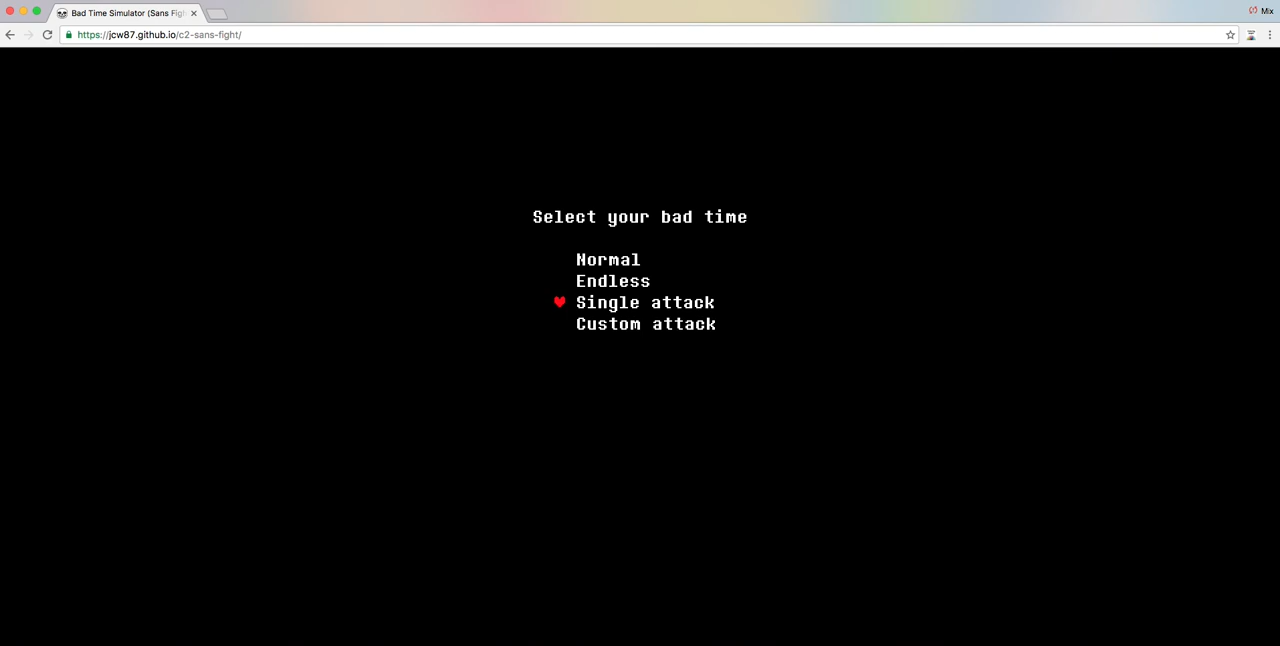 Bad Time Simulator (Sans Figh
Mix
https://jcw87.github.io/c2-sans-fight/
Select your bad time
Normal
Endless
Single attack
Custom attack